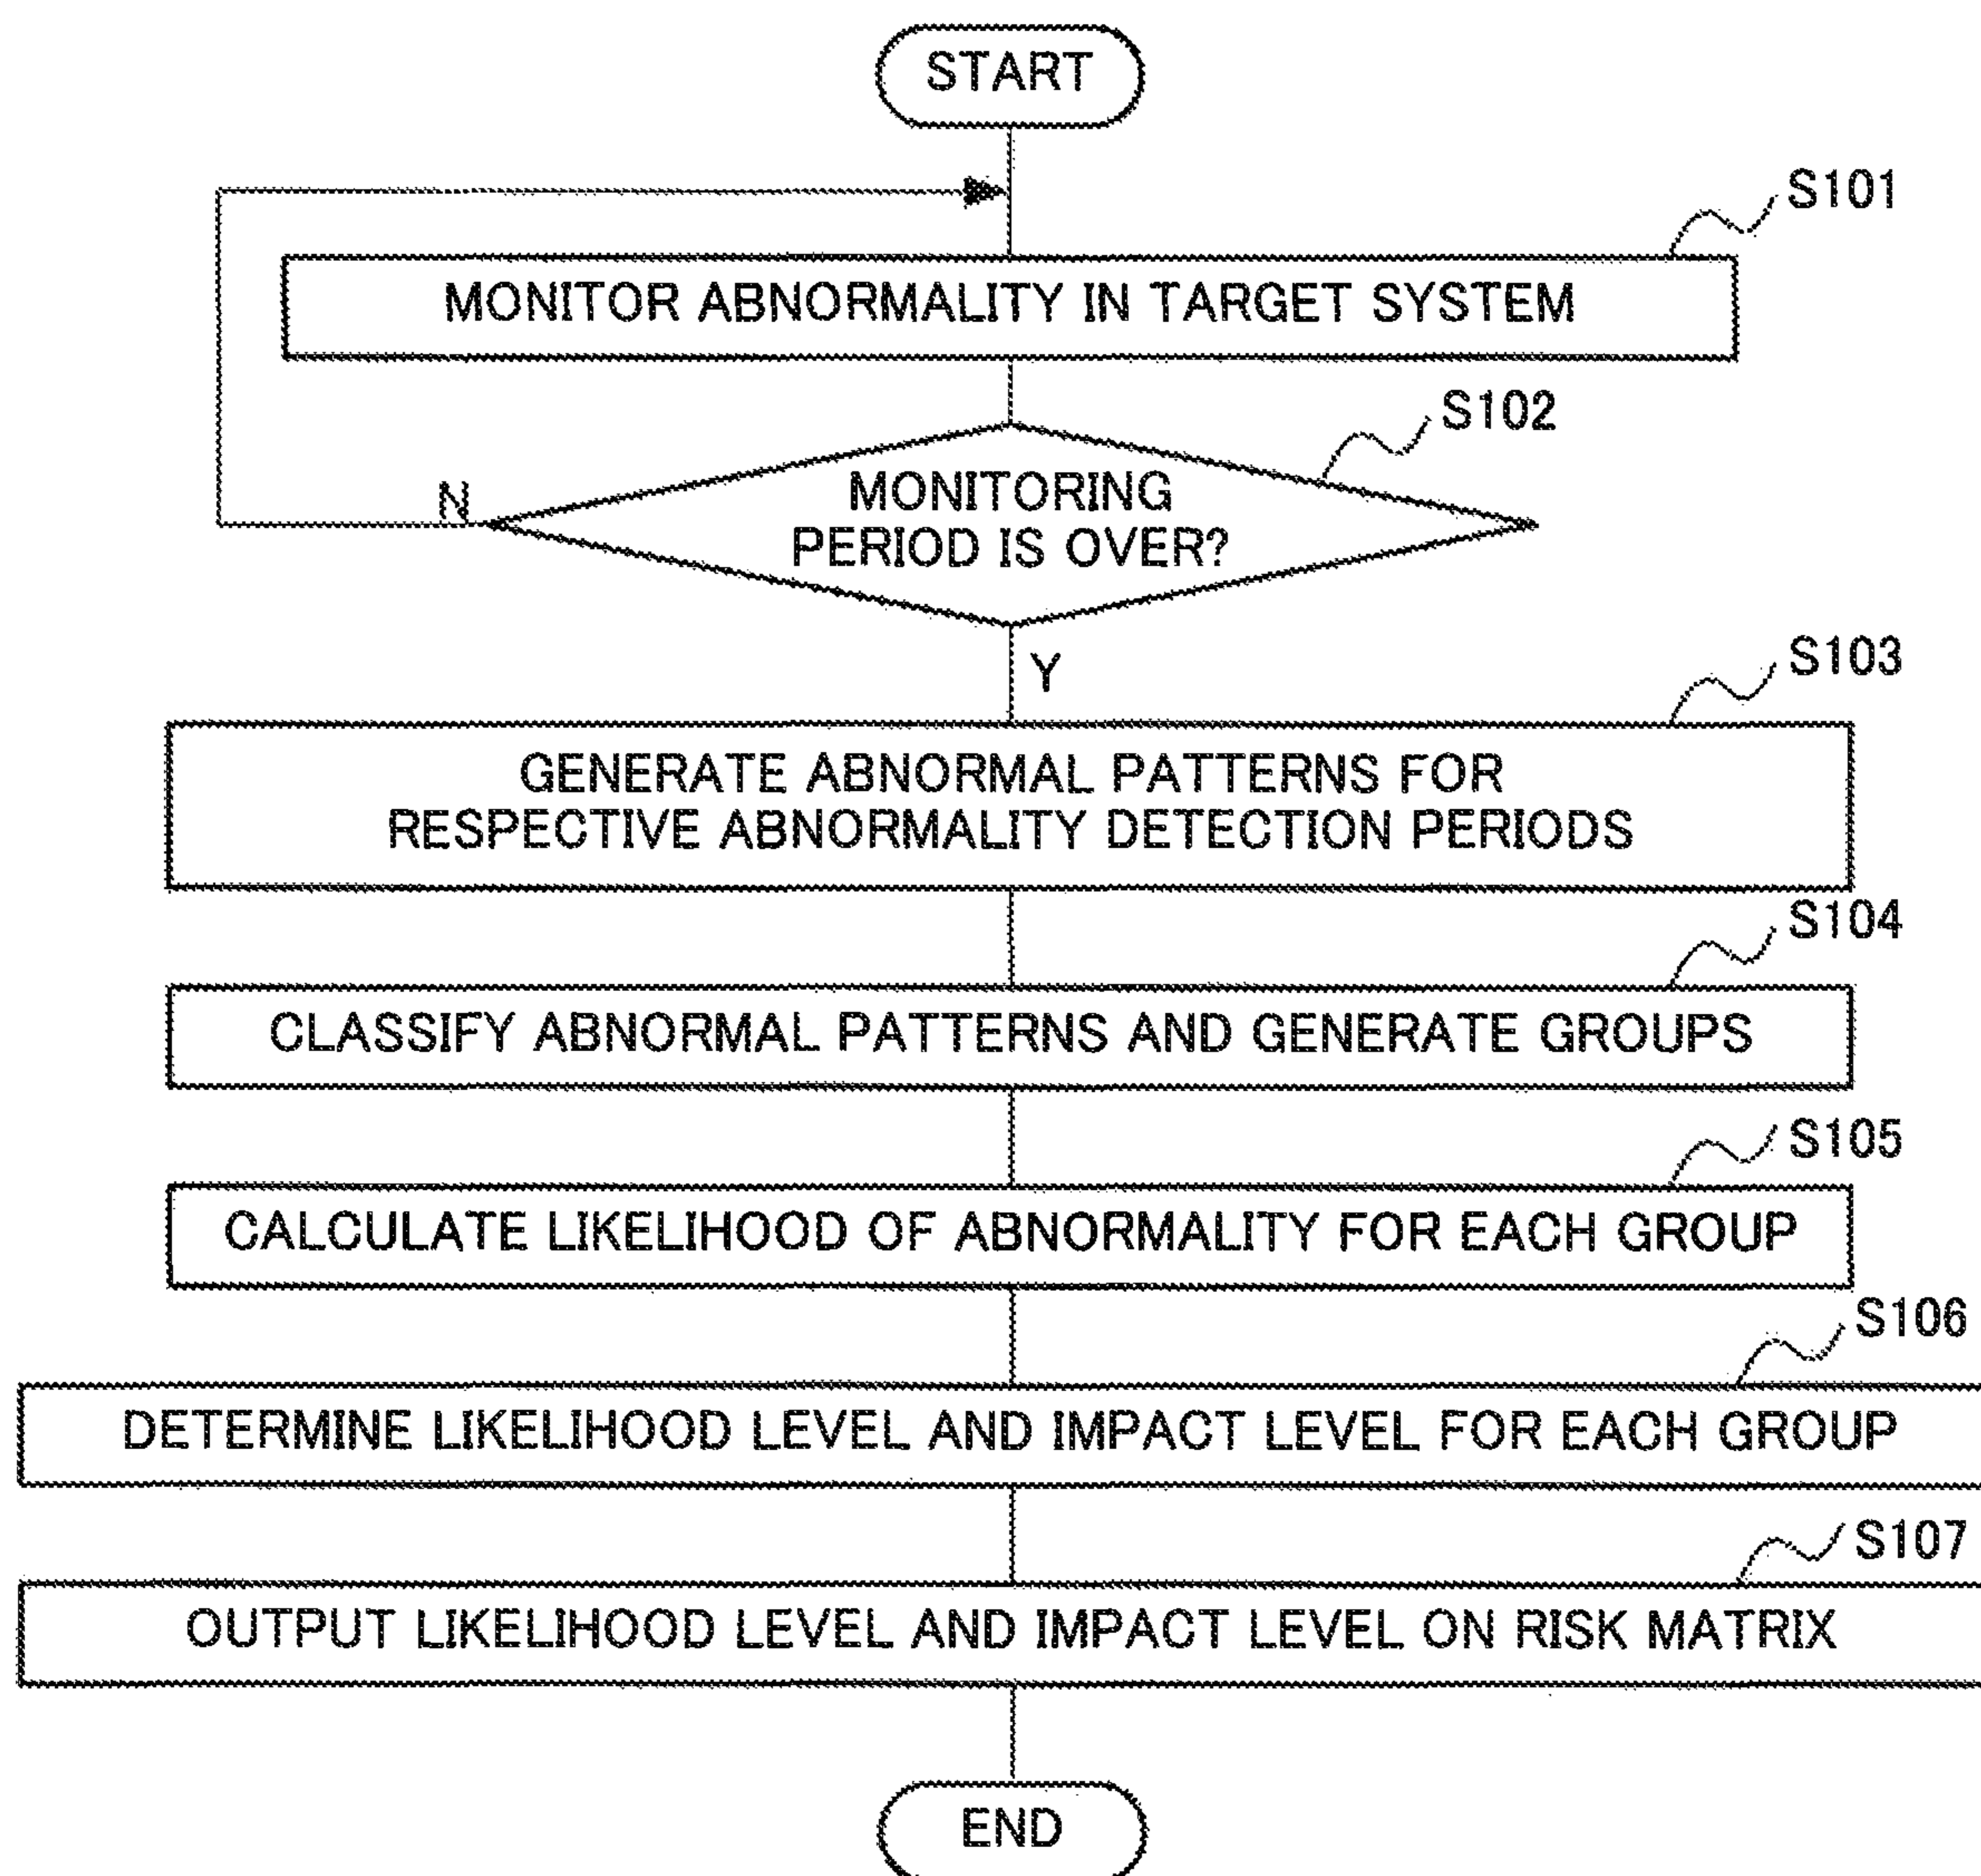 START
S101
MONITOR ABNORMALITY IN TARGET SYSTEM
S102
N
MONITORING
PERIOD IS OVER?
Y
S103
GENERATE ABNORMAL PATTERNS FOR
RESPECTIVE ABNORMALITY DETECTION PERIODS
S104
CLASSIFY ABNORMAL PATTERNS AND GENERATE GROUPS
S105
CALCULATE LIKELIHOOD OF ABNORMALITY FOR EACH GROUP
S106
DETERMINE LIKELIHOOD LEVEL AND IMPACT LEVEL FOR EACH GROUP
S107
OUTPUT LIKELIHOOD LEVEL AND IMPACT LEVEL ON RISK MATRIX
END